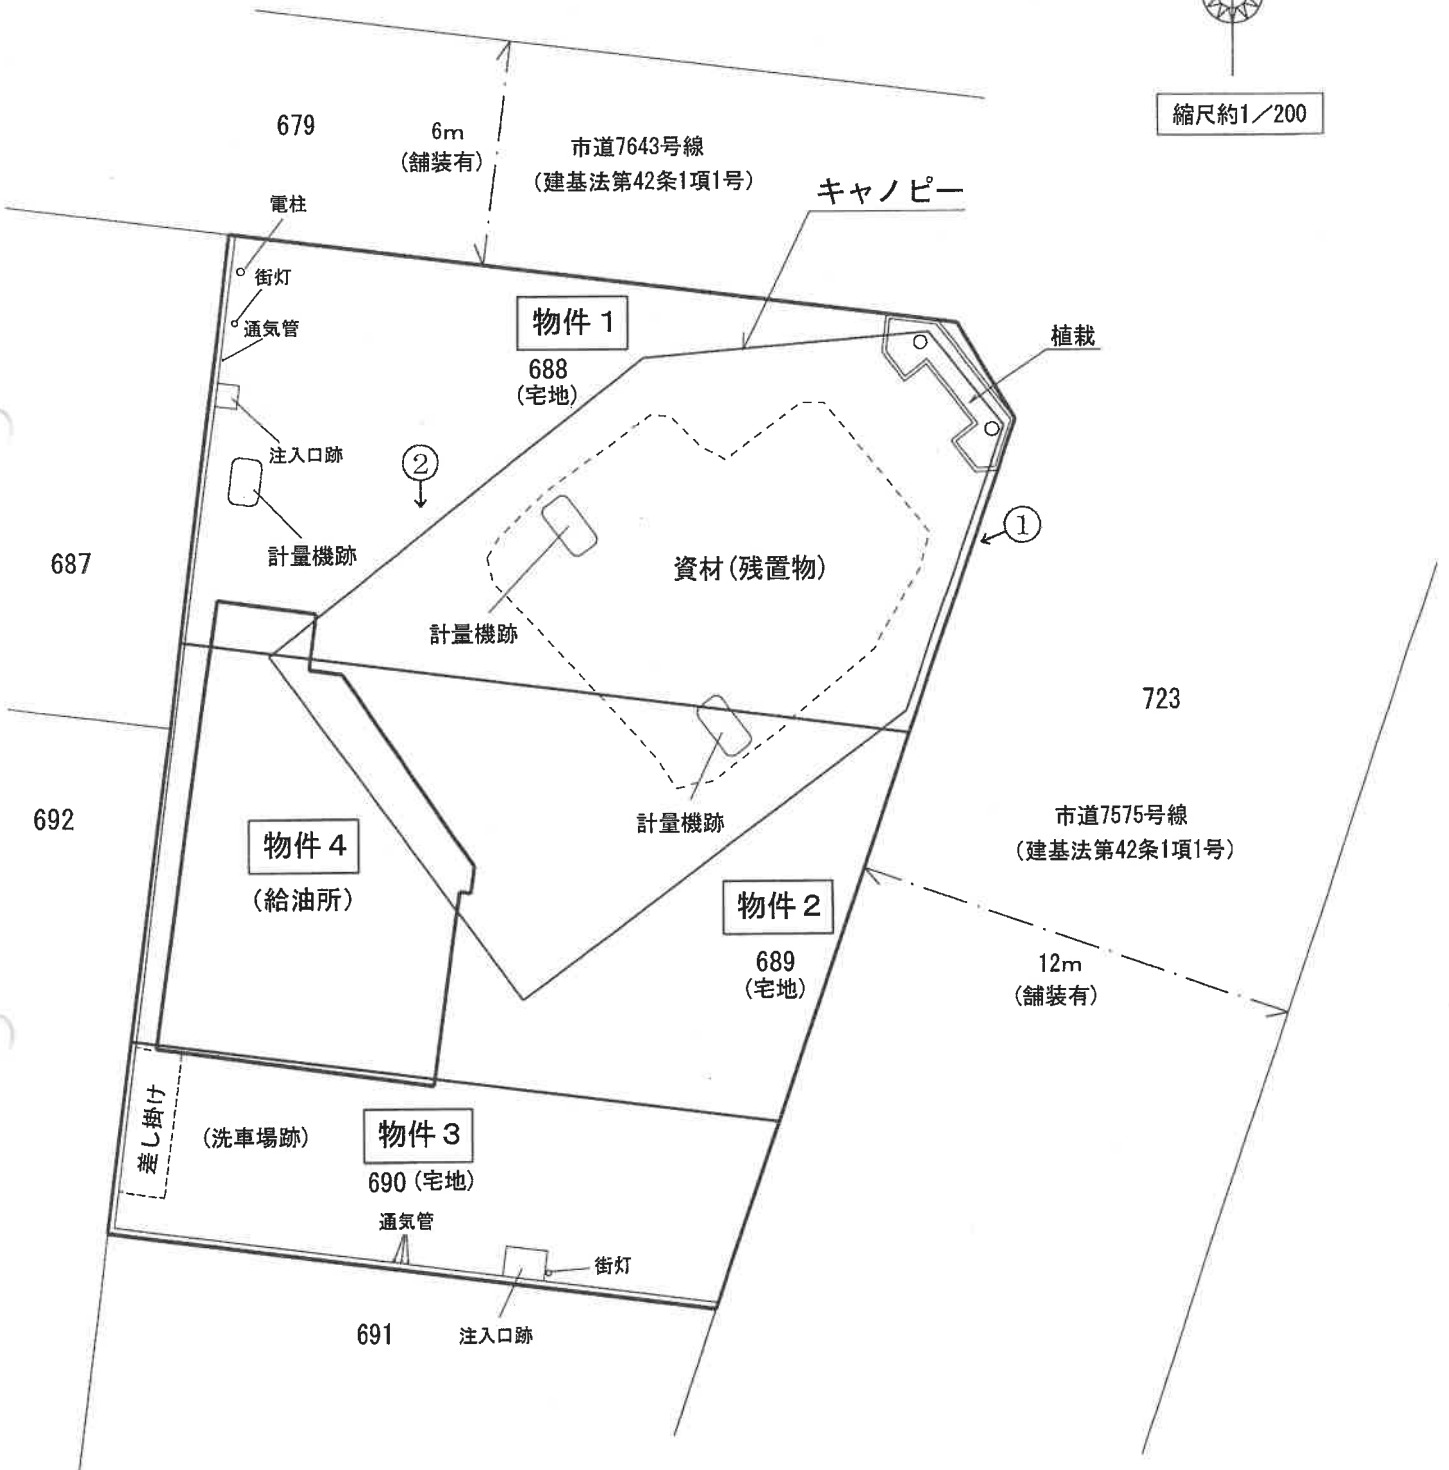 縮尺約1／200
679
6m
(舗装有)
市道7643号線
(建基法第42条1項1号)
キャノピー
電柱
街灯
通気管
物件1
688
(宅地)
植栽
注入口跡
②
①
計量機跡
687
資材(残置物)
計量機跡
723
692
計量機跡
市道7575号線
(建基法第42条1項1号)
物件4
(給油所)
物件2
689
(宅地)
12m
(舗装有)
差し掛け
(洗車場跡)
物件3
690(宅地)
通気管
街灯
691
注入口跡